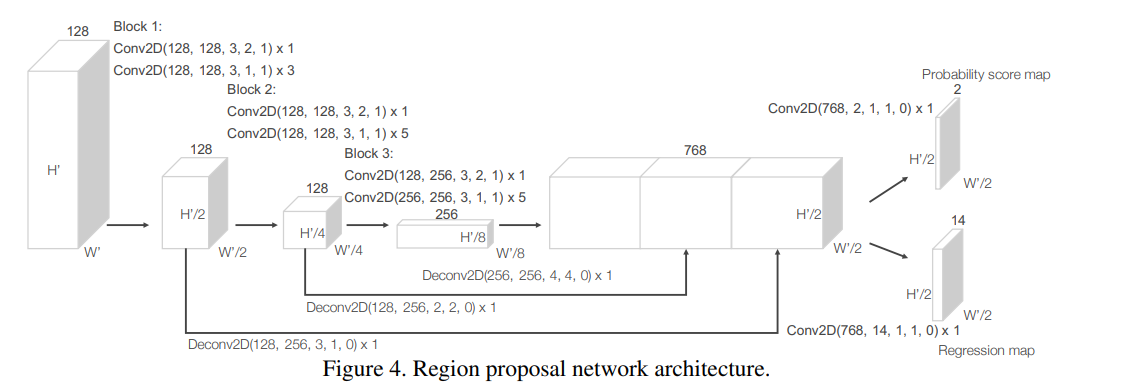 128
Block 1:
Conv2D(128, 128, 3, 2, 1) x 1
Conv2D(128, 128, 3, 1, 1) x 3
Block 2:
Conv2D(128, 128, 3, 2, 1) x 1
Conv2D(128, 128, 3, 1, 1) x 5
Block 3:
Conv2D(128, 256, 3, 2, 1) x 1
Conv2D(256, 256, 3, 1, 1) x 5
H'
W'
128
H'/2
W'/2
128
H'/4
W'/4
256
H'/8
W'/8
768
H'/2
W'/2
Deconv2D(256, 256, 4, 4, 0) x 1
Deconv2D(128, 256, 2, 2, 0) x 1
Deconv2D(128, 256, 3, 1, 0) x 1
Probability score map
2
Conv2D(768, 2, 1, 1, 0) x 1
H'/2
W'/2
14
H'/2
W'/2
Conv2D(768, 14, 1, 1, 0) x 1
Regression map
Figure 4. Region proposal network architecture.